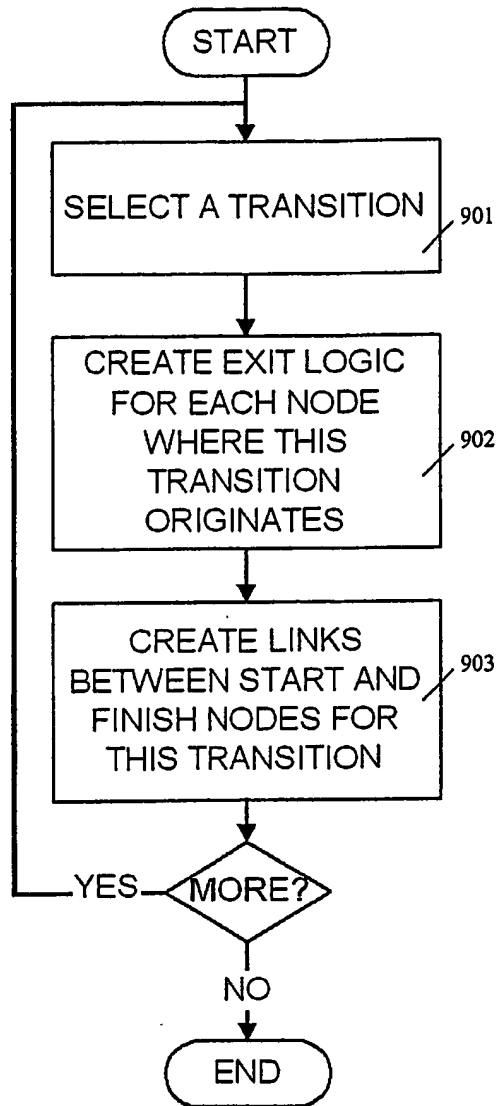 START
SELECT A TRANSITION
901
CREATE EXIT LOGIC
FOR EACH NODE
WHERE THIS
TRANSITION
ORIGINATES
902
CREATE LINKS
BETWEEN START AND
FINISH NODES FOR
THIS TRANSITION
903
MORE?
YES
NO
END